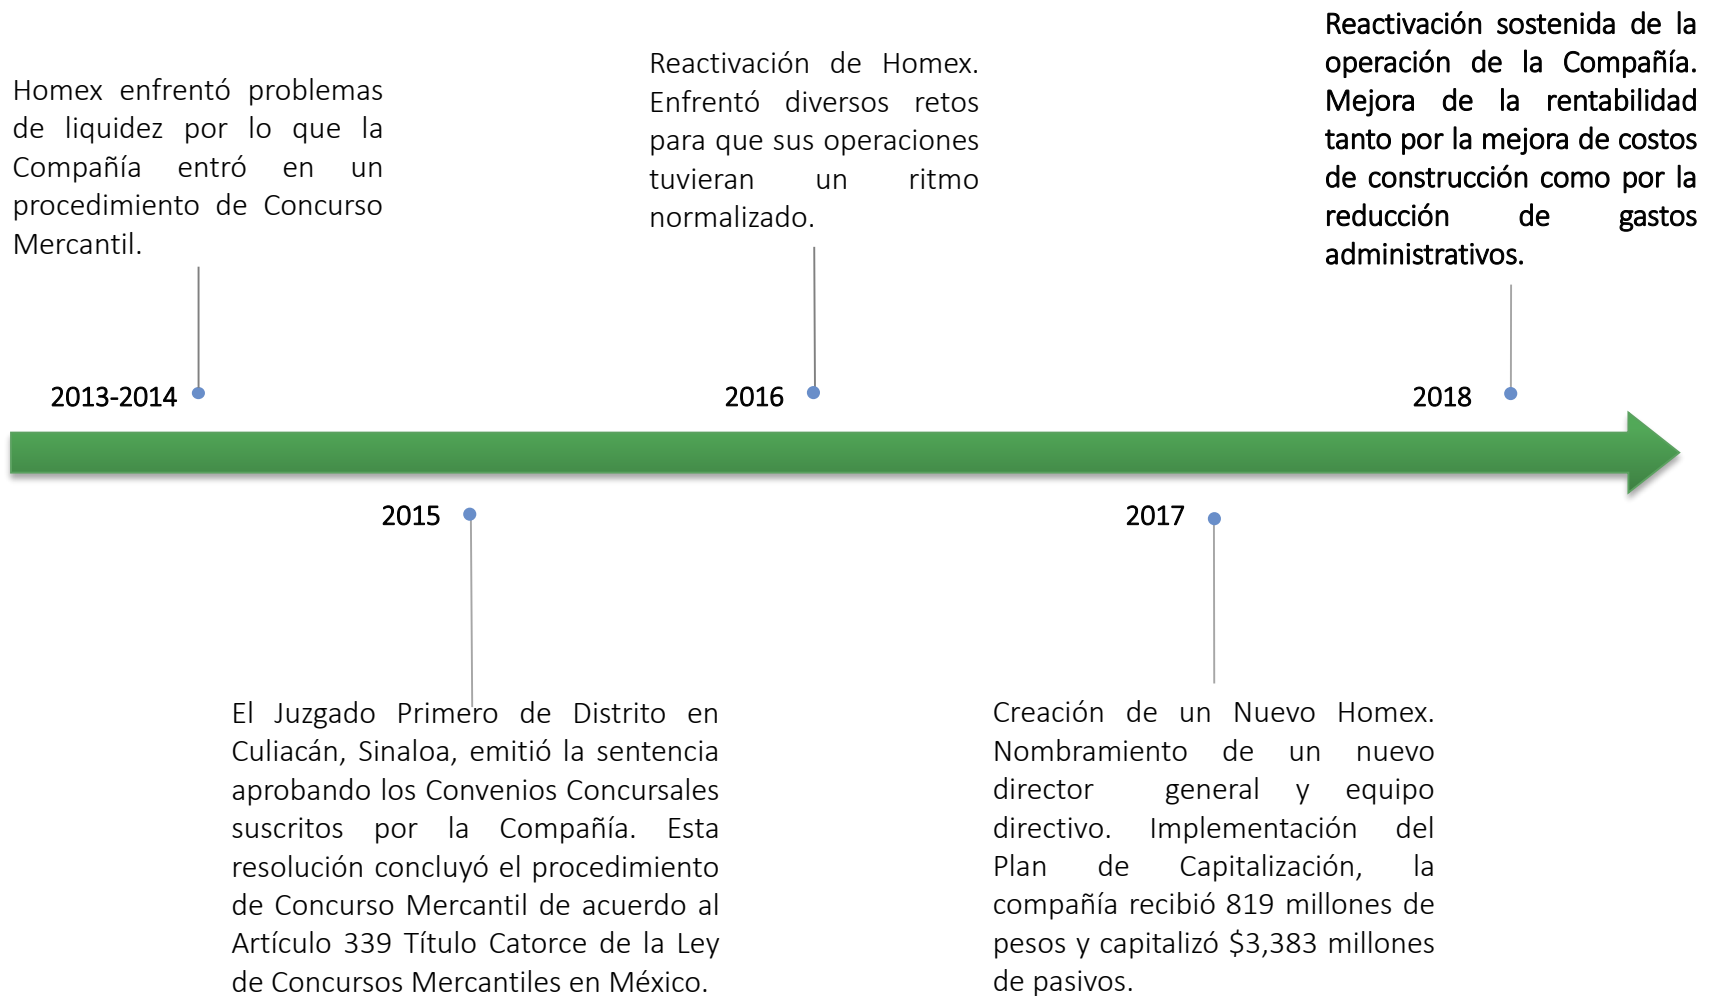 Homex enfrentó problemas
de liquidez por lo que la
Compañía entró en un
procedimiento de Concurso
Mercantil.
2013-2014
El Juzgado Primero de Distrito en
Culiacán, Sinaloa, emitió la sentencia
aprobando los Convenios Concursales
suscritos por la Compañía. Esta
resolución concluyó el procedimiento
de Concurso Mercantil de acuerdo al
Artículo 339 Título Catorce de la Ley
de Concursos Mercantiles en México.
2015
Reactivación de Homex.
Enfrentó diversos retos
para que sus operaciones
tuvieran un ritmo
normalizado.
2016
2017
Creación de un Nuevo Homex.
Nombramiento de un nuevo
director general y equipo
directivo. Implementación del
Plan de Capitalización, la
compañía recibió 819 millones de
pesos y capitalizó $3,383 millones
de pasivos.
Reactivación sostenida de la
operación de la Compañía.
Mejora de la rentabilidad
tanto por la mejora de costos
de construcción como por la
reducción de gastos
administrativos.
2018